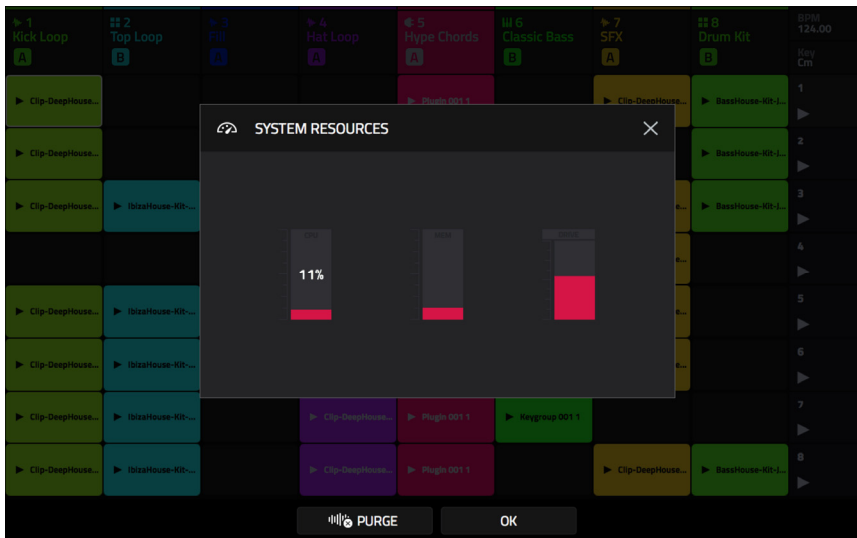 1
Kick Loop
A
2
Top Loop
B
3
A
4
Hat Loop
A
5
Hype Chords
A
6
Classic Bass
B
7
SFX
A
8
Drum Kit
B
BPM
124.00
Key
Cm
Clip-DeepHouse...
Plugin 001 1
Clip-DeepHouse...
BassHouse-Kit-J...
1
SYSTEM RESOURCES
Clip-DeepHouse...
BassHouse-Kit-J...
2
Clip-DeepHouse...
IbizaHouse-Kit-...
e...
BassHouse-Kit-J...
3
CPU
MEM
DISK
11%
e...
4
Clip-DeepHouse...
IbizaHouse-Kit-...
e...
5
Clip-DeepHouse...
IbizaHouse-Kit-...
e...
6
Clip-DeepHouse...
IbizaHouse-Kit-...
Clip-DeepHouse...
Plugin 001 1
Keygroup 001 1
7
Clip-DeepHouse...
IbizaHouse-Kit-...
Clip-DeepHouse...
Plugin 001 1
Clip-DeepHouse...
BassHouse-Kit-J...
8
PURGE
OK